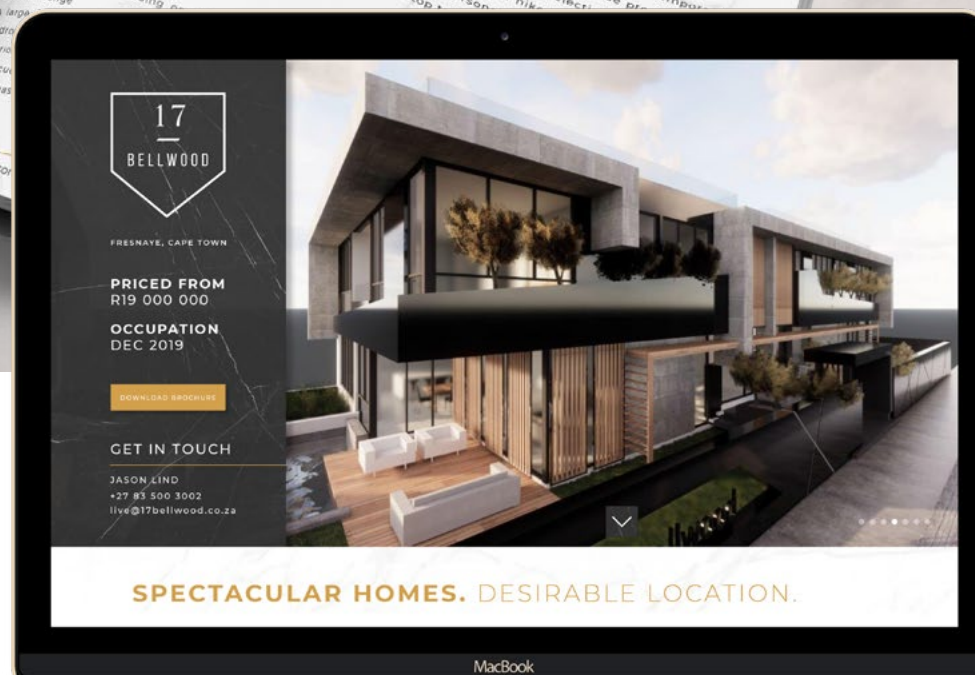 17
BELLWOOD
FRESNAYE, CAPE TOWN
PRICED FROM
R19 000 000
OCCUPATION
DEC 2019
DOWNLOAD BROCHURE
GET IN TOUCH
JASON LIND
+27 83 500 3002
live@17bellwood.co.za
SPECTACULAR HOMES. DESIRABLE LOCATION.
MacBook